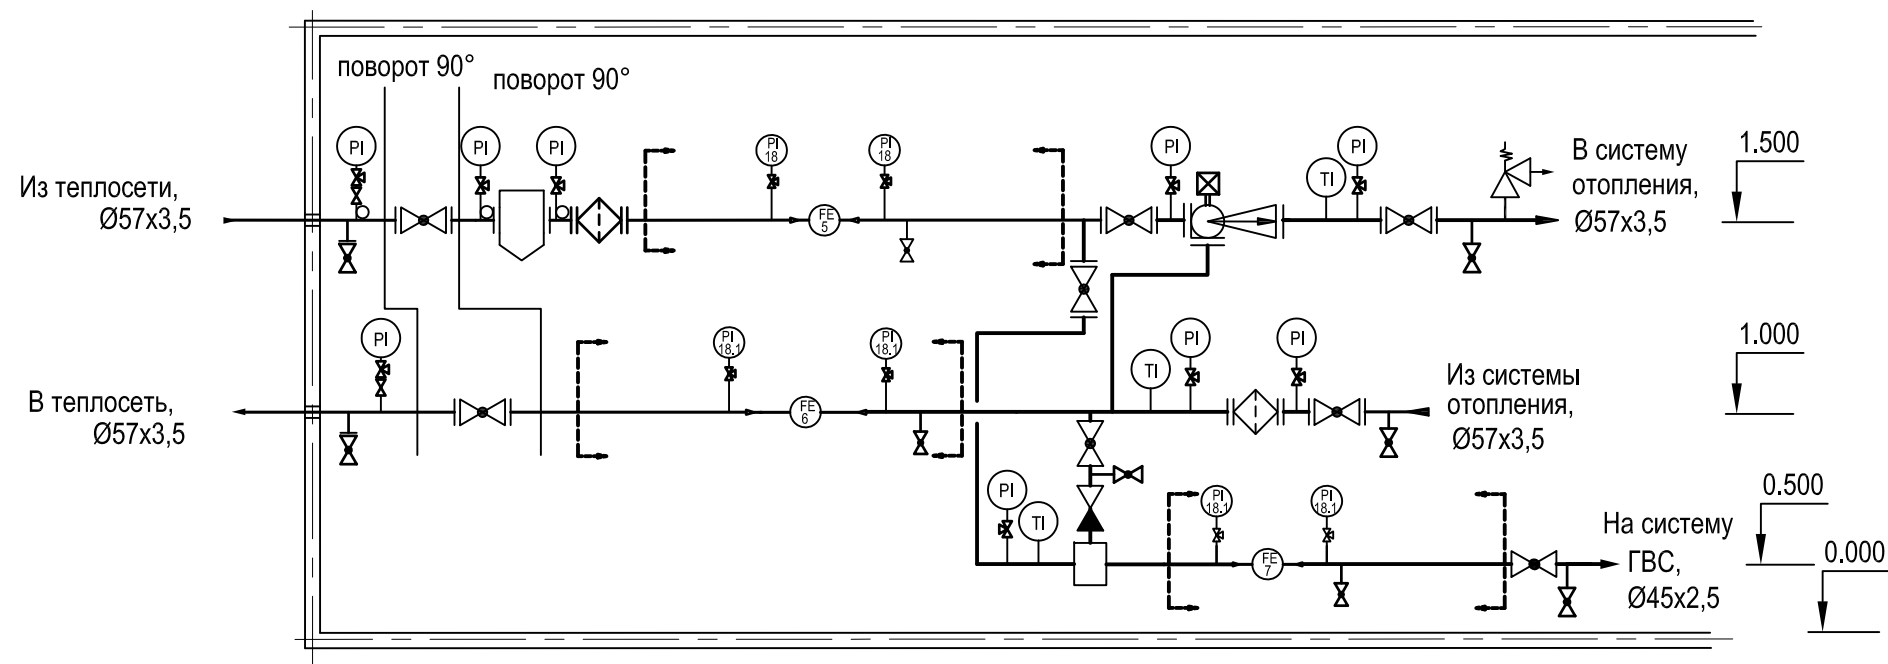 поворот 90°
поворот 90°
PI
PI
PI
PI
18
PI
18
PI
TI
PI
FE
5
Из теплосети,
Ø57x3,5
В систему
отопления,
Ø57x3,5
1.500
PI
PI
18.1
PI
18.1
TI
PI
PI
FE
6
В теплосеть,
Ø57x3,5
Из системы
отопления,
Ø57x3,5
1.000
PI
TI
PI
18.1
PI
18.1
FE
7
На систему
ГВС,
Ø45x2,5
0.500
0.000